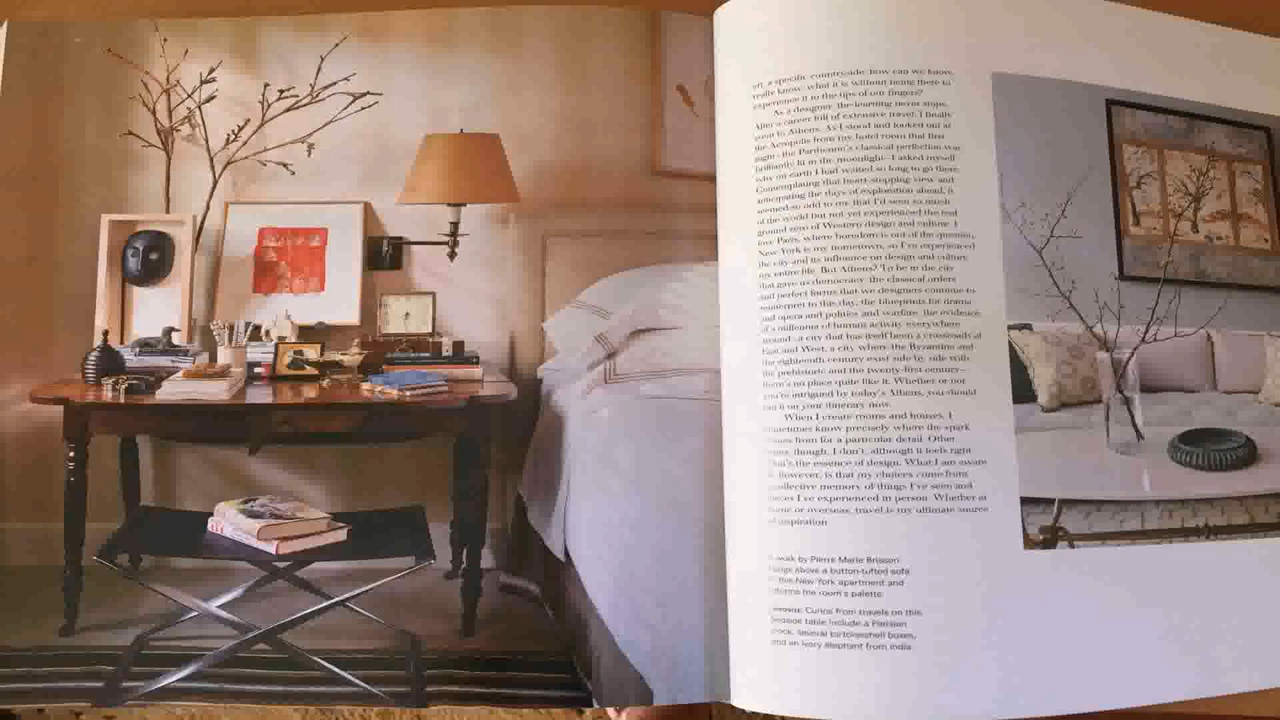 a specific countryside, how can we know,
really know, what it is without being there to
experience it to the tips of our fingers?
As a designer, the learning never stops.
After a career full of extensive travel, I finally
went to Athens. As I stood and looked out at
the Acropolis from my hotel room that first
night—the Parthenon's classical perfection was
brilliantly lit in the moonlight—I asked myself
why on earth I had waited so long to go there.
Contemplating that heart-stopping view and
anticipating the days of exploration ahead, it
seemed so odd to me that I'd seen so much
of the world but not yet experienced the real
ground zero of Western design and culture. I
love Paris, where boredom is out of the question.
New York is my hometown, so I've experienced
the city and its influence on design and culture
my entire life. But Athens? To be in the city
that gave us democracy, the classical orders
and perfect forms that we designers continue to
reinterpret to this day, the blueprints for drama
and opera and politics and warfare, the evidence
of a millennia of human activity everywhere
around—a city that has itself been a crossroads of
East and West, a city where the Byzantine and
the eighteenth century exist side by side with
the prehistoric and the twenty-first century—
there's no place quite like it. Whether or not
you're intrigued by today's Athens, you should
put it on your itinerary now.
When I create rooms and houses, I
sometimes know precisely where the spark
comes from for a particular detail. Other
times, though, I don't, although it feels right.
That's the essence of design. What I am aware
of, however, is that my choices come from
collective memory of things I've seen and
places I've experienced in person. Whether at
home or overseas, travel is my ultimate source
of inspiration.
Artwork by Pierre Marie Brisson
hangs above a button-tufted sofa
in this New York apartment and
informs the room's palette.
Curios from travels on this
bedside table include a Parisian
clock, several tortoiseshell boxes,
and an ivory elephant from India.